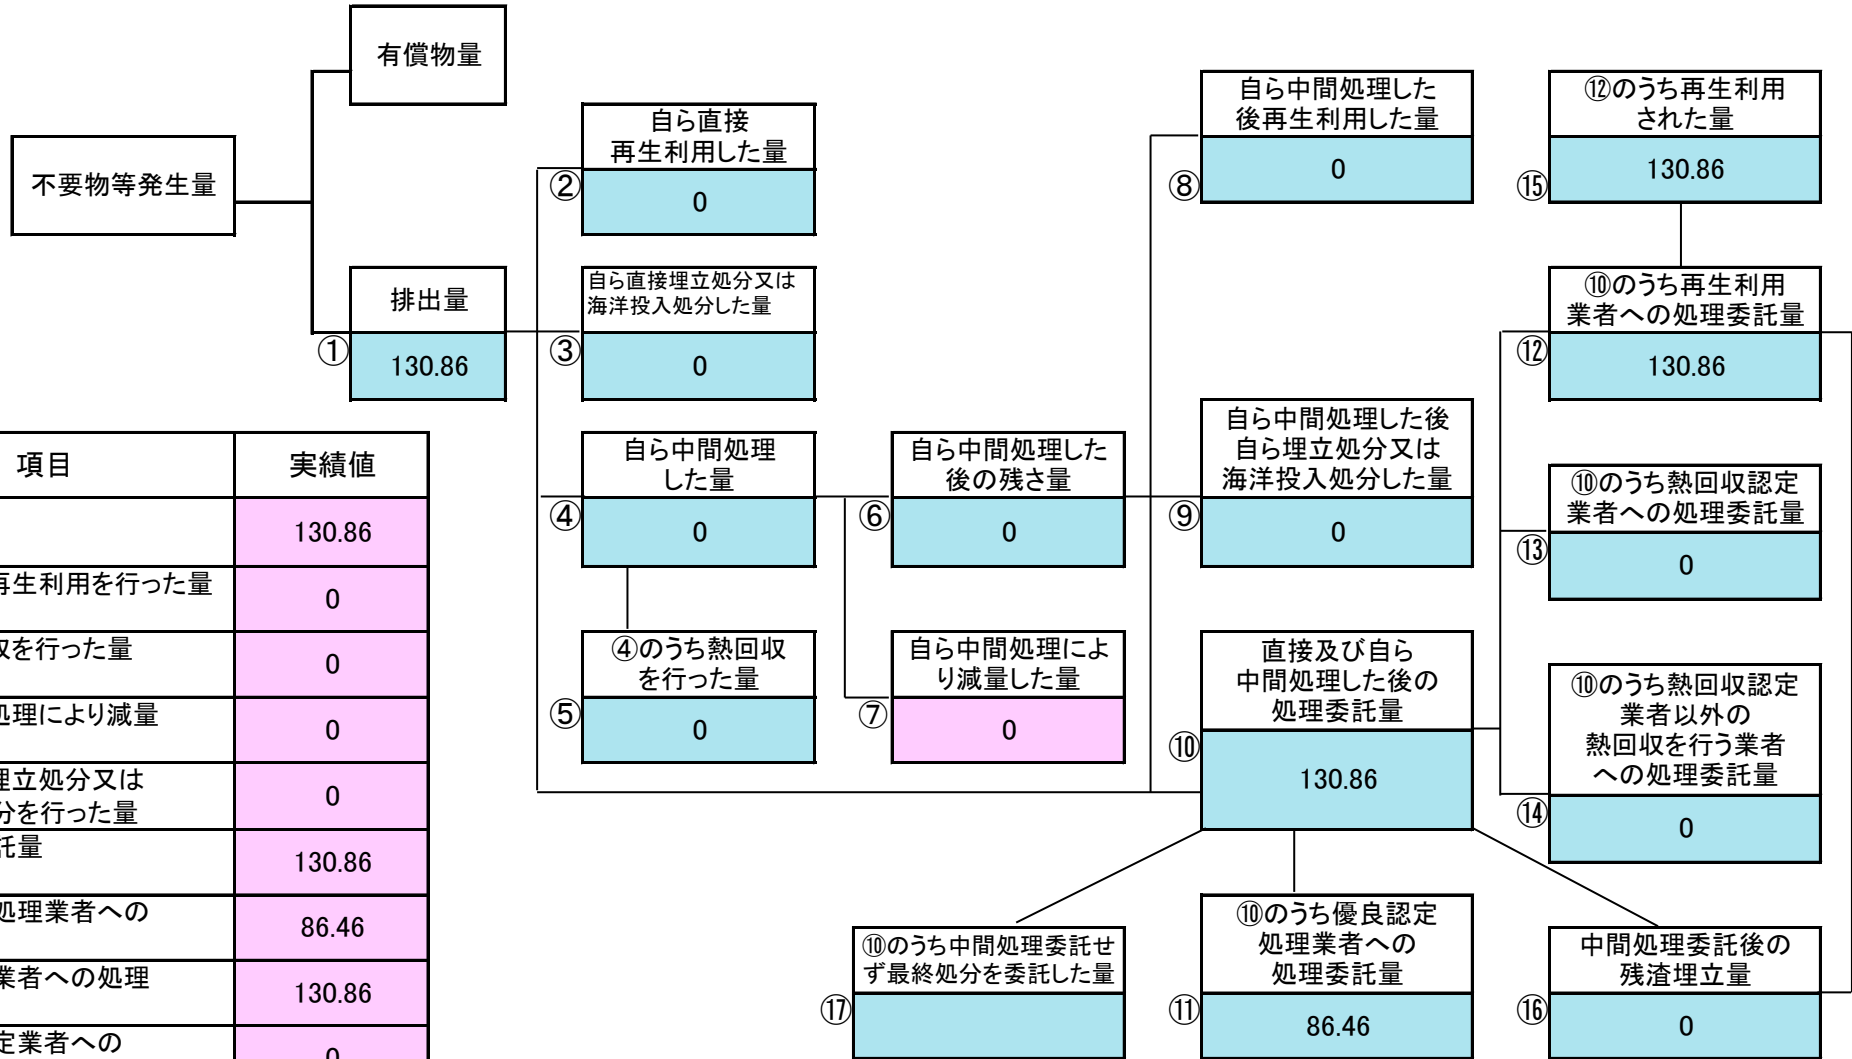 有償物量
不要物等発生量
排出量
①
130.86
自ら直接
再生利用した量
②
0
自ら直接埋立処分又は
海洋投入処分した量
③
0
自ら中間処理
した量
④
0
④のうち熱回収
を行った量
⑤
0
自ら中間処理した
後の残さ量
⑥
0
自ら中間処理によ
り減量した量
⑦
0
自ら中間処理した
後再生利用した量
⑧
0
自ら中間処理した後
自ら埋立処分又は
海洋投入処分した量
⑨
0
直接及び自ら
中間処理した後の
処理委託量
⑩
130.86
⑫のうち再生利用
された量
⑮
130.86
⑩のうち再生利用
業者への処理委託量
⑫
130.86
⑩のうち熱回収認定
業者への処理委託量
⑬
0
⑩のうち熱回収認定
業者以外の
熱回収を行う業者
への処理委託量
⑭
0
⑩のうち中間処理委託せ
ず最終処分を委託した量
⑰
⑩のうち優良認定
処理業者への
処理委託量
⑪
86.46
中間処理委託後の
残渣埋立量
⑯
0
項目 実績値
130.86
再生利用を行った量
0
を行った量
0
処理により減量
0
埋立処分又は
分を行った量
0
託量
130.86
処理業者への
86.46
業者への処理
130.86
定業者への
0